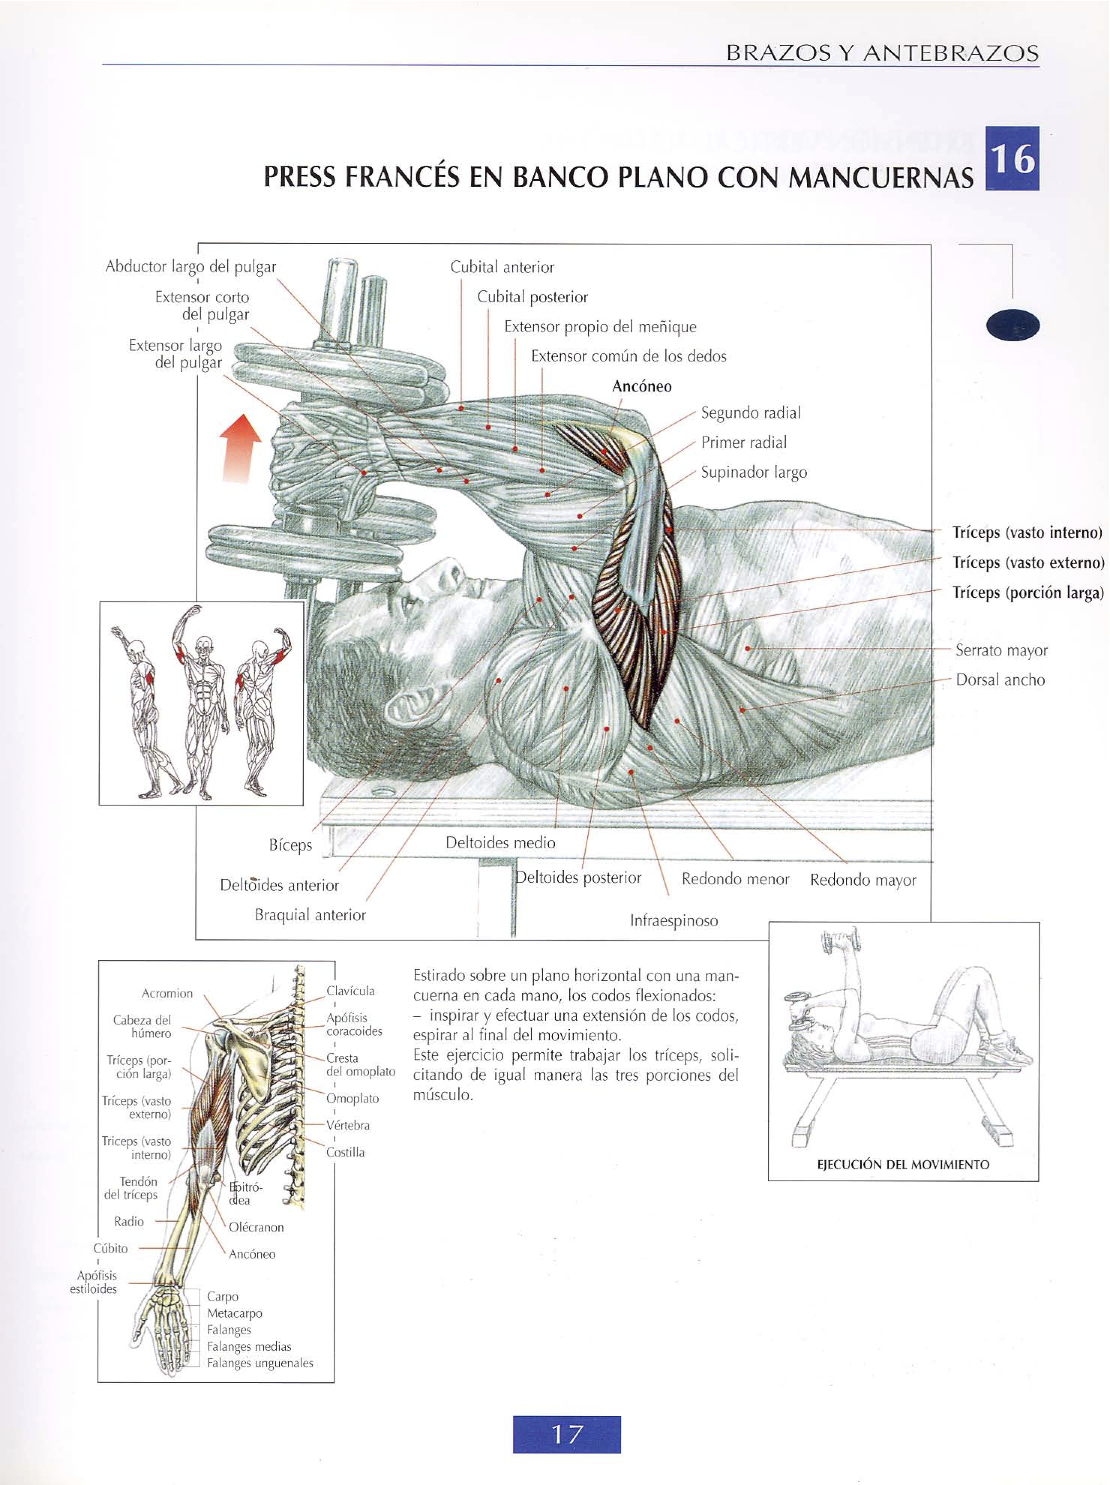 BRAZOS Y ANTEBRAZOS
16
PRESS FRANCÉS EN BANCO PLANO CON MANCUERNAS
Abductor largo del pulgar
Extensor corto
del pulgar
Extensor largo
del pulgar
Cubital anterior
Cubital posterior
Extensor propio del meñique
Extensor común de los dedos
Ancóneo
Segundo radial
Primer radial
Supinador largo
Tríceps (vasto interno)
Tríceps (vasto externo)
Tríceps (porción larga)
Serrato mayor
Dorsal ancho
Bíceps
Deltoides anterior
Braquial anterior
Deltoides medio
Deltoides posterior
Infraespinoso
Redondo menor
Redondo mayor
Acromion
Cabeza del
húmero
Tríceps (por-
ción larga)
Tríceps (vasto
externo)
Tríceps (vasto
interno)
Tendón
del tríceps
Radio
Cúbito
Apófisis
estiloides
Clavícula
Apófisis
coracoides
Cresta
del omoplato
Omoplato
Vértebra
Costilla
Epitró-
clea
Olécranon
Ancóneo
Carpo
Metacarpo
Falanges
Falanges medias
Falanges unguenales
Estirado sobre un plano horizontal con una man-
cuerna en cada mano, los codos flexionados:
– inspirar y efectuar una extensión de los codos,
espirar al final del movimiento.
Este ejercicio permite trabajar los tríceps, soli-
citando de igual manera las tres porciones del
músculo.
EJECUCIÓN DEL MOVIMIENTO
17